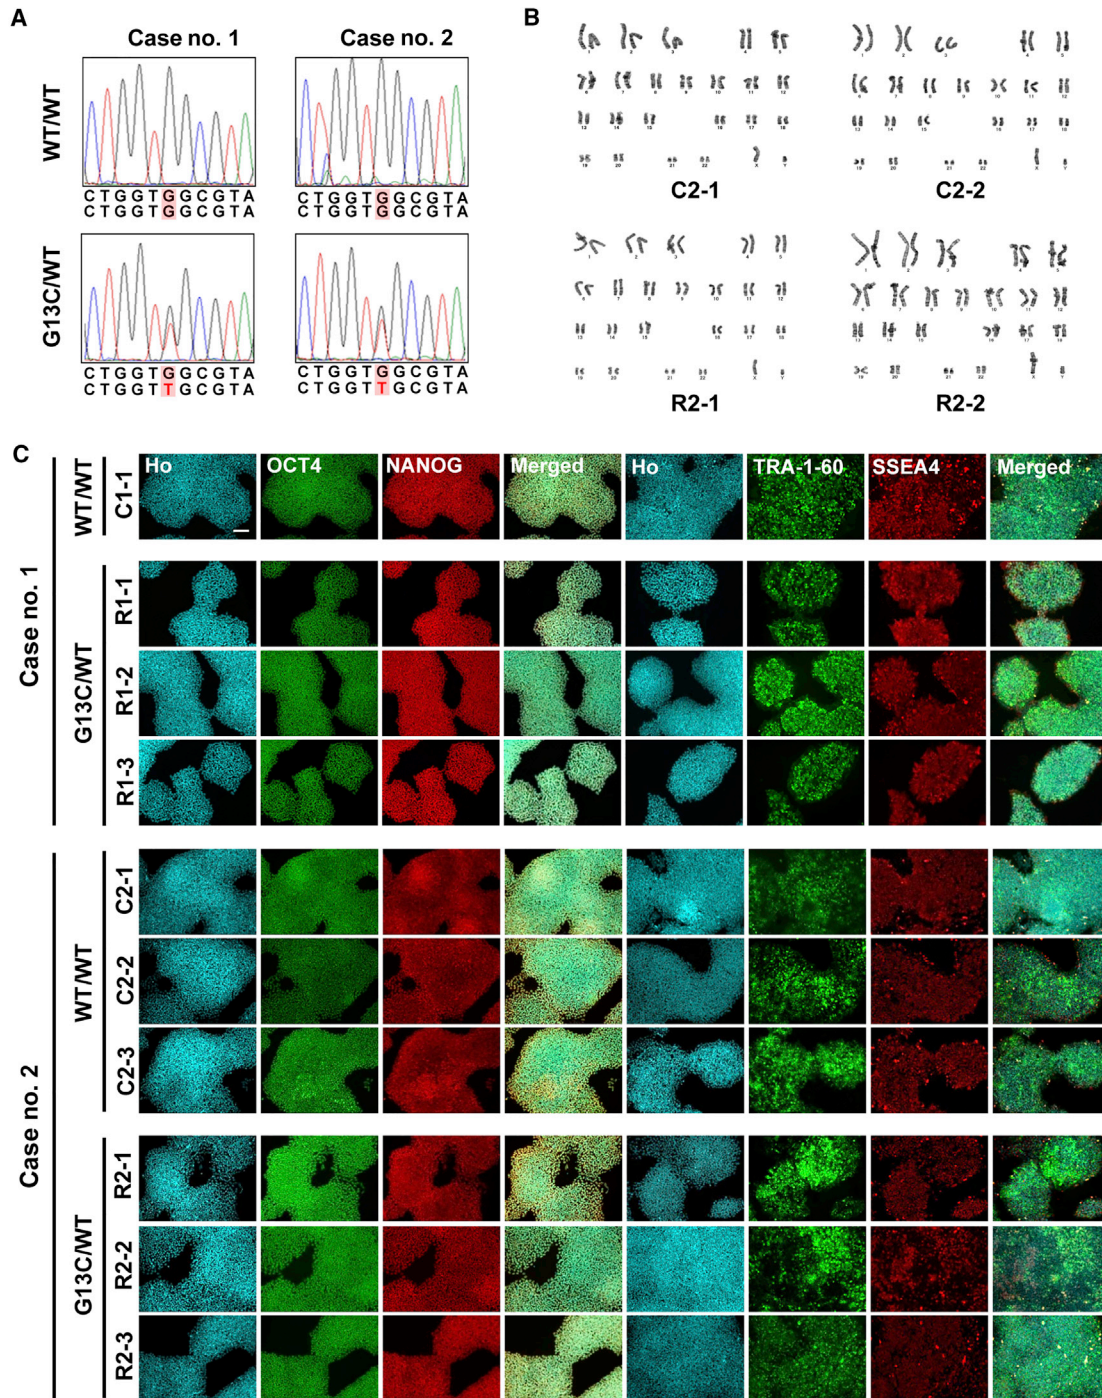 A
Case no. 1
Case no. 2
WT/WT
CTGGTGGCGTA
CTGGTGGCGTA
CTGGTGGCGTA
CTGGTGGCGTA
G13C/WT
CTGGTGGCGTA
CTGGTTGCGTA
CTGGTGGCGTA
CTGGTTGCGTA
B
C2-1
C2-2
R2-1
R2-2
C
Ho OCT4 NANOG Merged Ho TRA-1-60 SSEA4 Merged
Case no. 1
WT/WT
C1-1
G13C/WT
R1-1
R1-2
R1-3
Case no. 2
WT/WT
C2-1
C2-2
C2-3
G13C/WT
R2-1
R2-2
R2-3